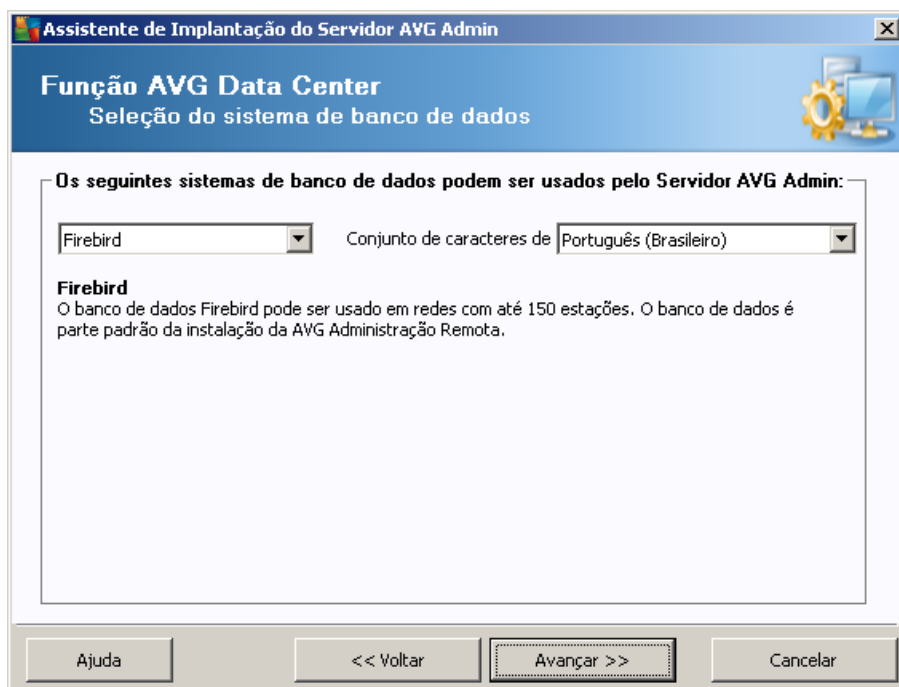 Assistente de Implantação do Servidor AVG Admin
Função AVG Data Center
Seleção do sistema de banco de dados
Os seguintes sistemas de banco de dados podem ser usados pelo Servidor AVG Admin:
Firebird Conjunto de caracteres de Português (Brasileiro)
Firebird
O banco de dados Firebird pode ser usado em redes com até 150 estações. O banco de dados é
parte padrão da instalação da AVG Administração Remota.
Ajuda << Voltar Avançar >> Cancelar